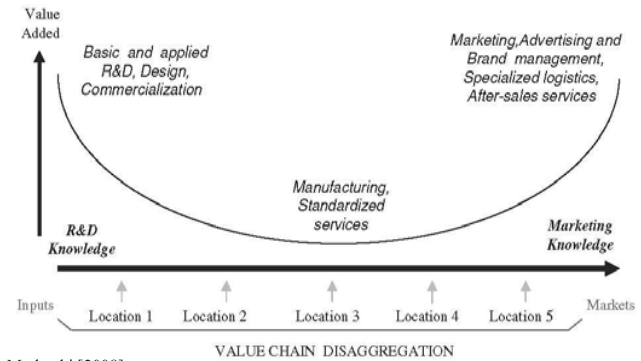 Value
Added
Basic and applied
R&D, Design,
Commercialization
Marketing,Advertising and
Brand management,
Specialized logistics,
After-sales services
Manufacturing,
Standardized
services
R&D
Knowledge
Marketing
Knowledge
Inputs
Location 1
Location 2
Location 3
Location 4
Location 5
Markets
VALUE CHAIN DISAGGREGATION